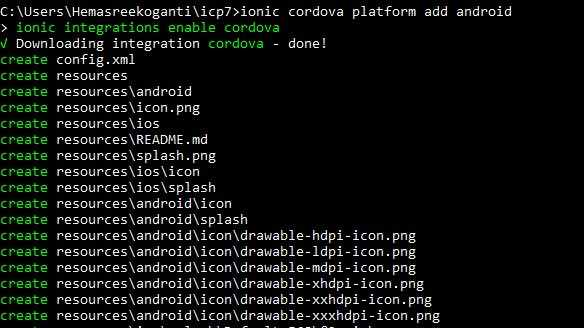 C:\Users\Hemasreekoganti\icp7>ionic cordova platform add android
> ionic integrations enable cordova
√ Downloading integration cordova - done!
create config.xml
create resources
create resources\android
create resources\icon.png
create resources\ios
create resources\README.md
create resources\splash.png
create resources\ios\icon
create resources\ios\splash
create resources\android\icon
create resources\android\splash
create resources\android\icon\drawable-hdpi-icon.png
create resources\android\icon\drawable-ldpi-icon.png
create resources\android\icon\drawable-mdpi-icon.png
create resources\android\icon\drawable-xhdpi-icon.png
create resources\android\icon\drawable-xxhdpi-icon.png
create resources\android\icon\drawable-xxxhdpi-icon.png